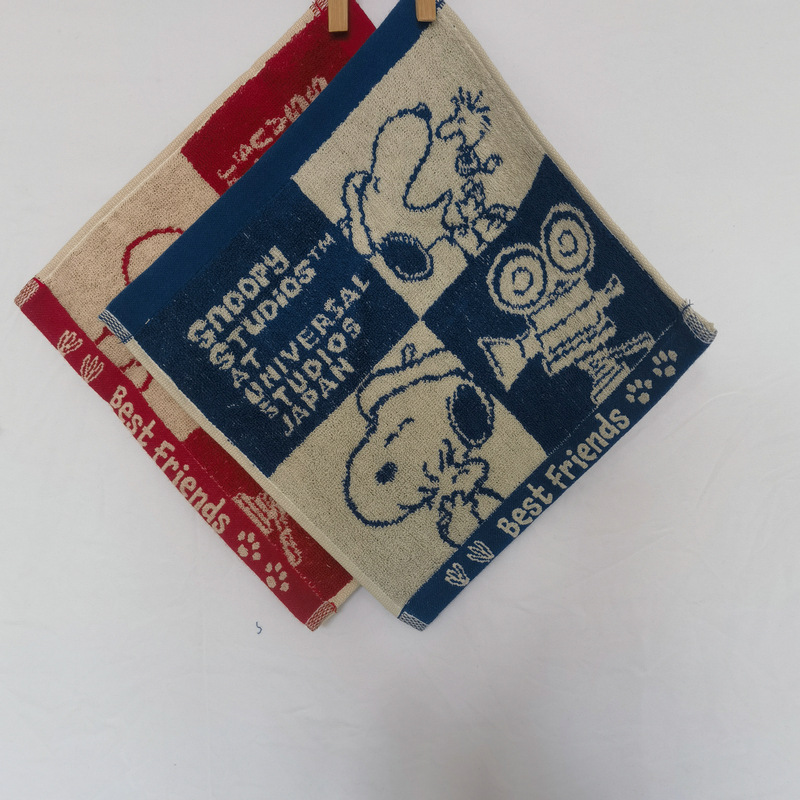 Snoopy
STUDIOS™
AT
UNIVERSAL
STUDIOS
JAPAN
Best Friends
Best Friends